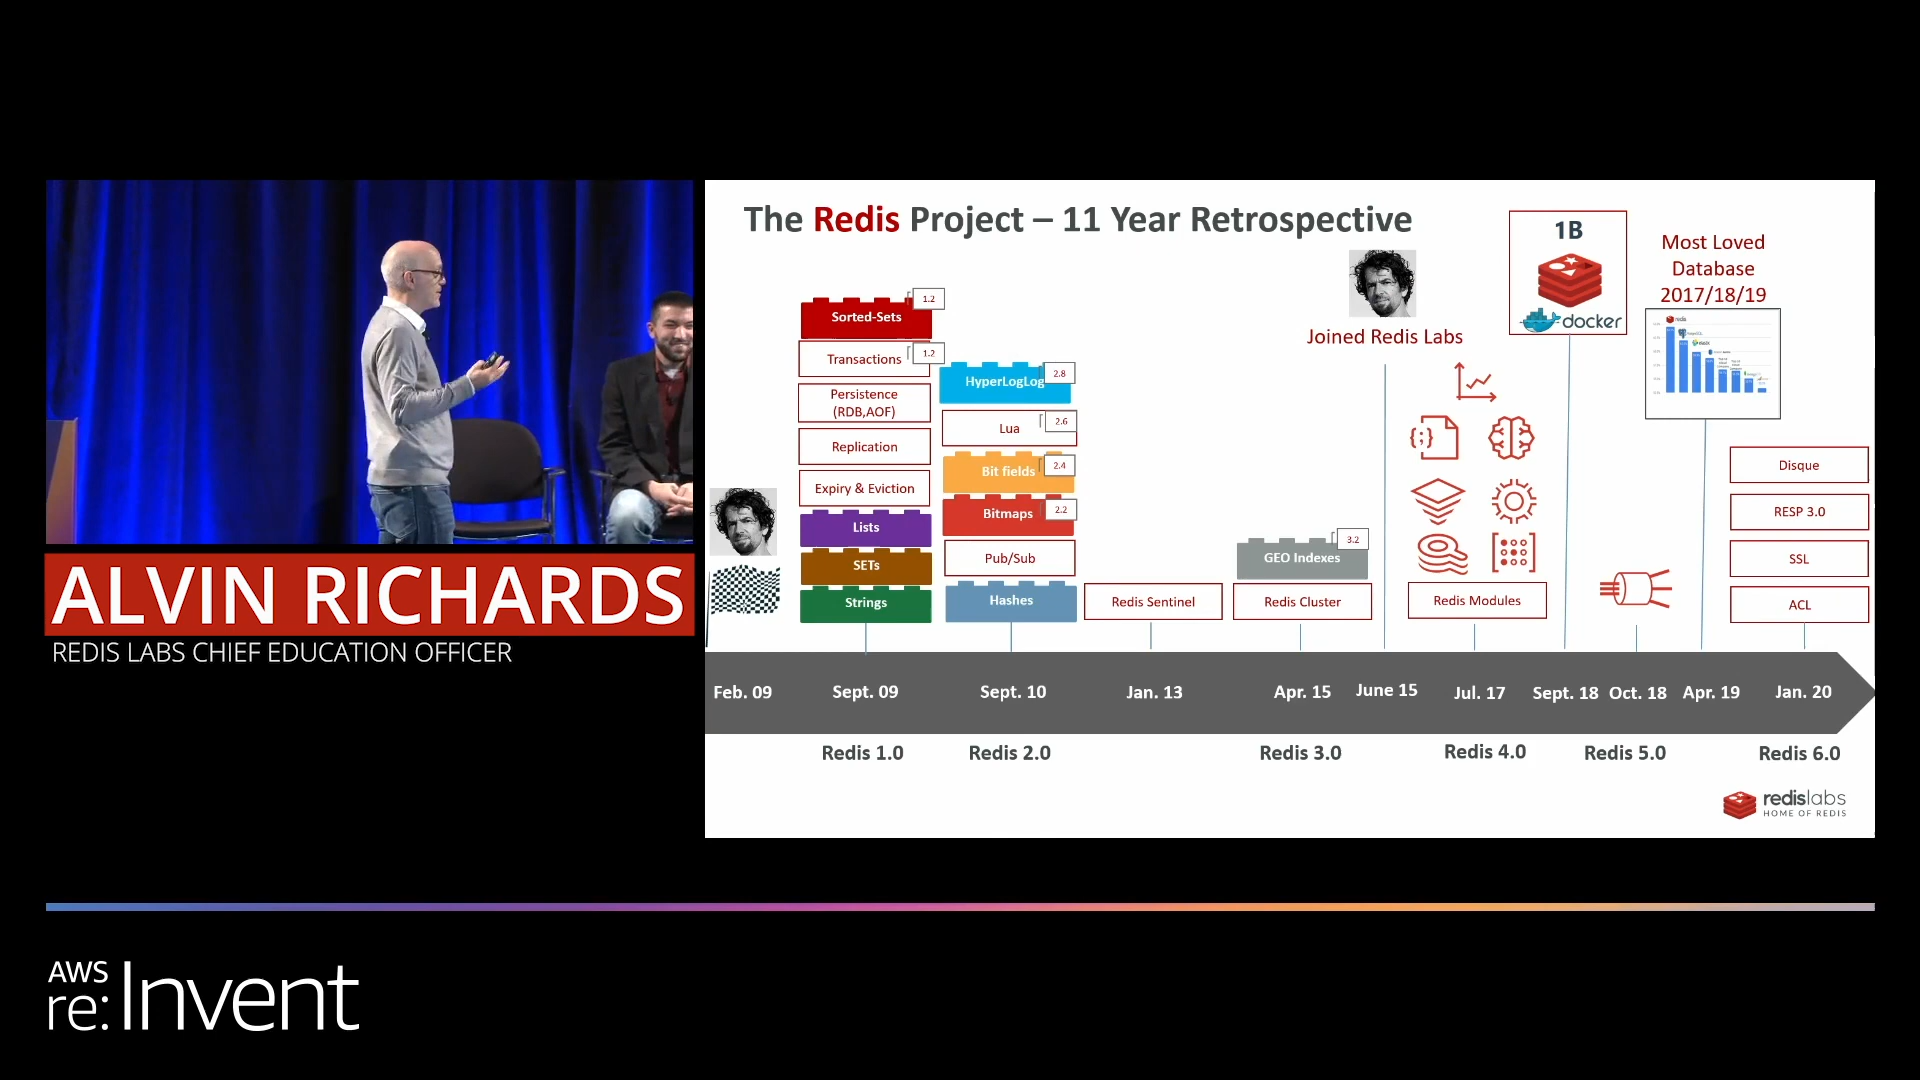 The Redis Project – 11 Year Retrospective
1B
docker
Most Loved
Database
2017/18/19
redis
Joined Redis Labs
Sorted-Sets
1.2
Transactions
1.2
Persistence
(RDB,AOF)
Replication
Expiry & Eviction
Lists
SETs
Strings
HyperLogLog
2.8
Lua
2.6
Bit fields
2.4
Bitmaps
2.2
Pub/Sub
Hashes
Redis Sentinel
GEO Indexes
3.2
Redis Cluster
Redis Modules
Disque
RESP 3.0
SSL
ACL
Feb. 09
Sept. 09
Sept. 10
Jan. 13
Apr. 15
June 15
Jul. 17
Sept. 18
Oct. 18
Apr. 19
Jan. 20
Redis 1.0
Redis 2.0
Redis 3.0
Redis 4.0
Redis 5.0
Redis 6.0
redislabs
HOME OF REDIS
ALVIN RICHARDS
REDIS LABS CHIEF EDUCATION OFFICER
AWS
re:Invent